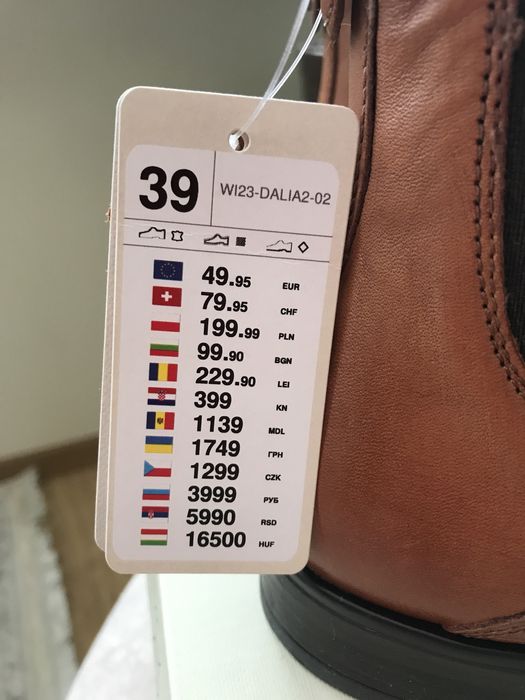 39
WI23-DALIA2-02
49.95 EUR
79.95 CHF
199.99 PLN
99.90 BGN
229.90 LEI
399 KN
1139 MDL
1749 ГРН
1299 CZK
3999 РУБ
5990 RSD
16500 HUF